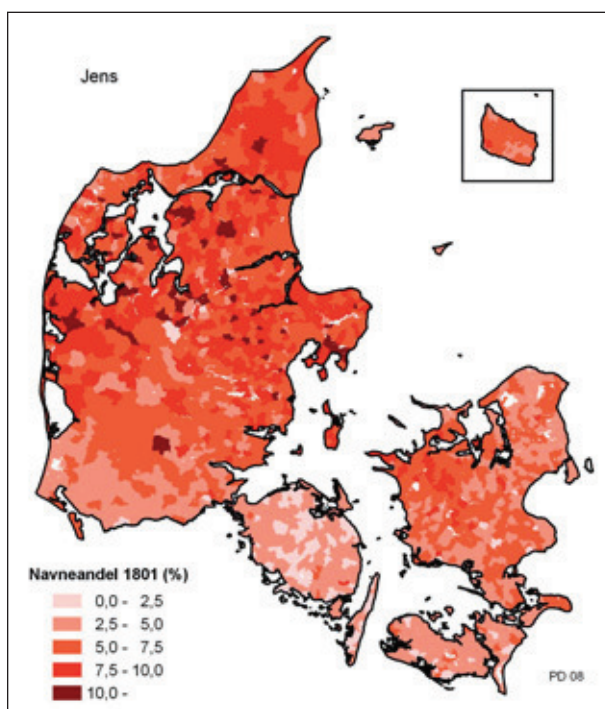 Jens
Navneandel 1801 (%)
0,0 - 2,5
2,5 - 5,0
5,0 - 7,5
7,5 - 10,0
10,0 -
PD 08